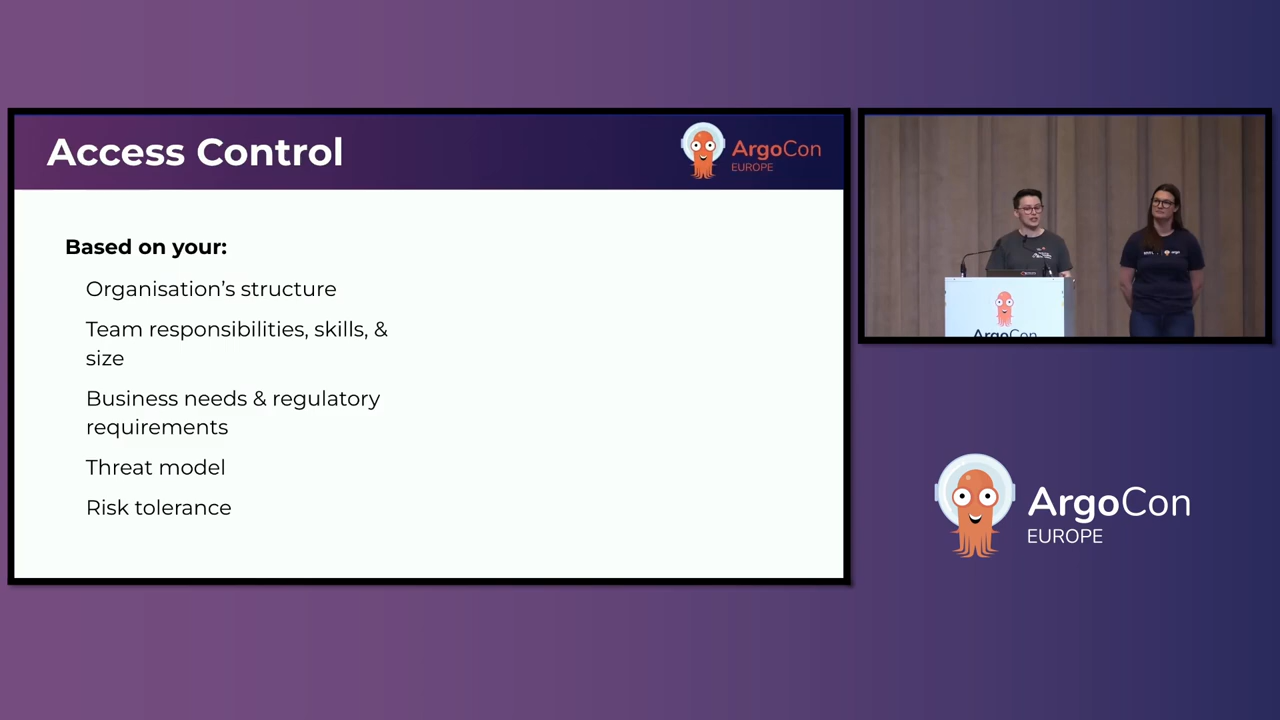 Access Control
ArgoCon
EUROPE
Based on your:
Organisation's structure
Team responsibilities, skills, &
size
Business needs & regulatory
requirements
Threat model
Risk tolerance
ArgoCon
ArgoCon
EUROPE